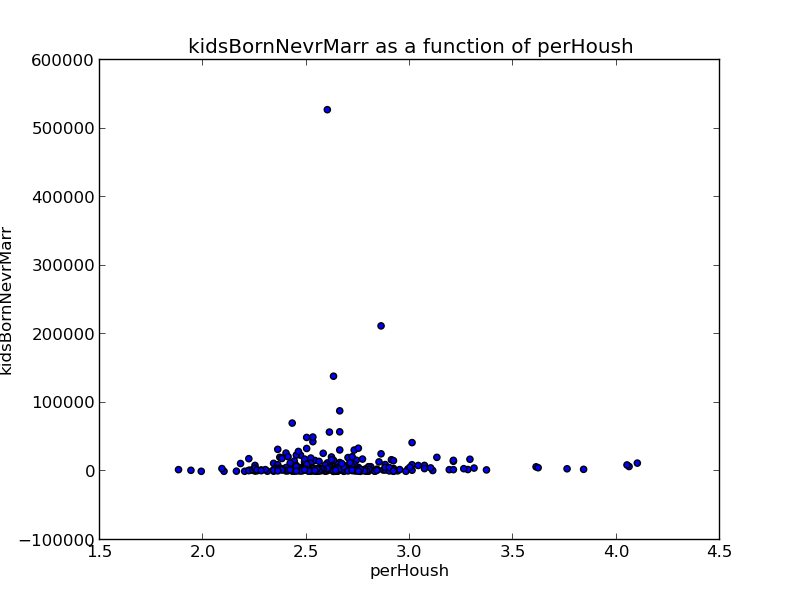 kidsBornNevrMarr as a function of perHoush
600000
500000
400000
300000
200000
100000
0
−100000
kidsBornNevrMarr
1.5 2.0 2.5 3.0 3.5 4.0 4.5
perHoush